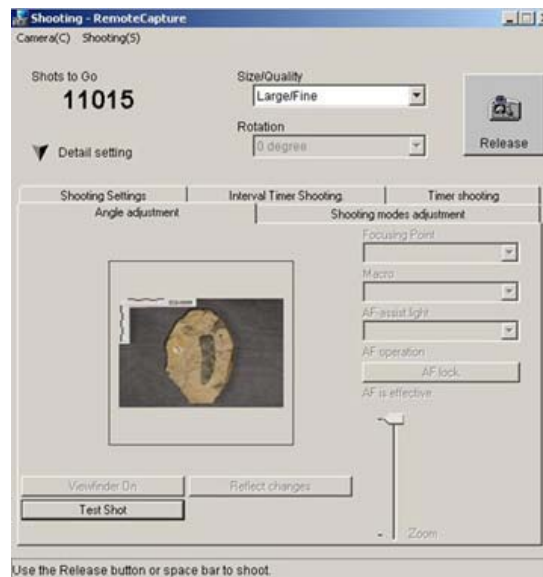 Shooting - RemoteCapture
Camera(C) Shooting(S)
Shots to Go
11015
Size/Quality
Large/Fine
Rotation
0 degree
Release
Detail setting
Shooting Settings
Interval Timer Shooting
Timer shooting
Angle adjustment
Shooting modes adjustment
Focusing Point
Macro
AF-assist light
AF operation
AF lock
AF is effective
Viewfinder On
Reflect changes
Test Shot
- Zoom
Use the Release button or space bar to shoot.